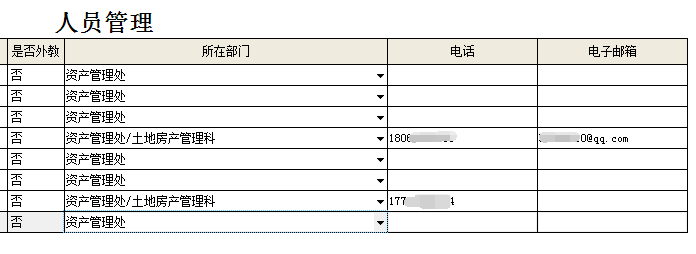 人员管理
是否外教 所在部门 电话 电子邮箱
否 资产管理处
否 资产管理处
否 资产管理处
否 资产管理处/土地房产管理科 1806 0@qq.com
否 资产管理处
否 资产管理处
否 资产管理处/土地房产管理科 177 4
否 资产管理处